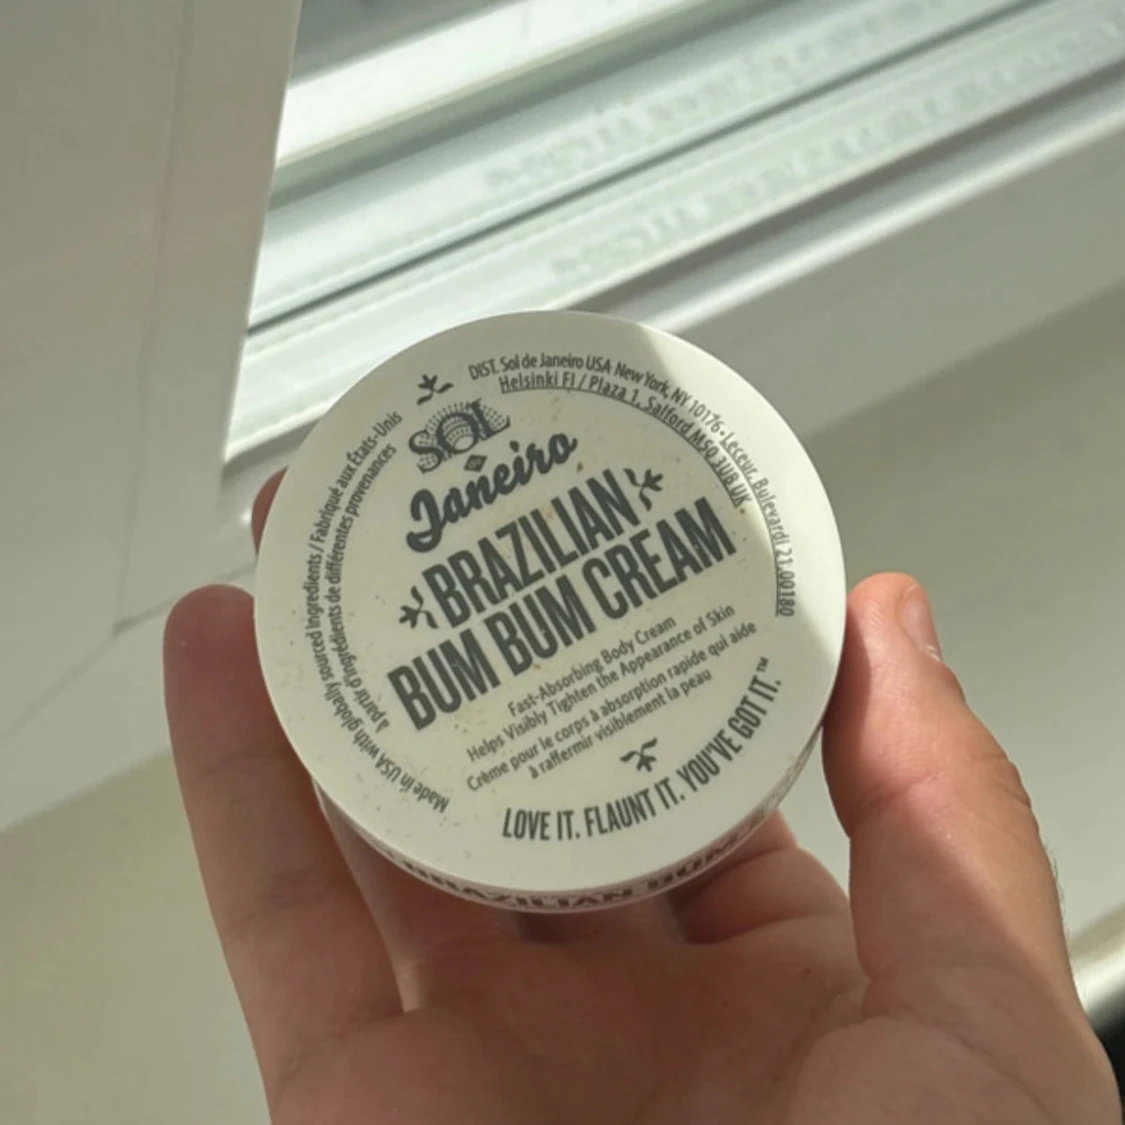 DIST. Sol de Janeiro USA New York, NY 10176 • Leceur, Bulevardi 21, 00180
Helsinki FI / Plaza 1, Salford M50 3UB UK.
SOL
DE
Janeiro
BRAZILIAN
BUM BUM CREAM
Fast-Absorbing Body Cream
Helps Visibly Tighten the Appearance of Skin
Crème pour le corps à absorption rapide qui aide
à raffermir visiblement la peau
LOVE IT. FLAUNT IT. YOU'VE GOT IT.™
Made in USA with globally sourced ingredients / Fabriqué aux États-Unis
à partir d'ingrédients de différentes provenances
BRAZILIAN BUM